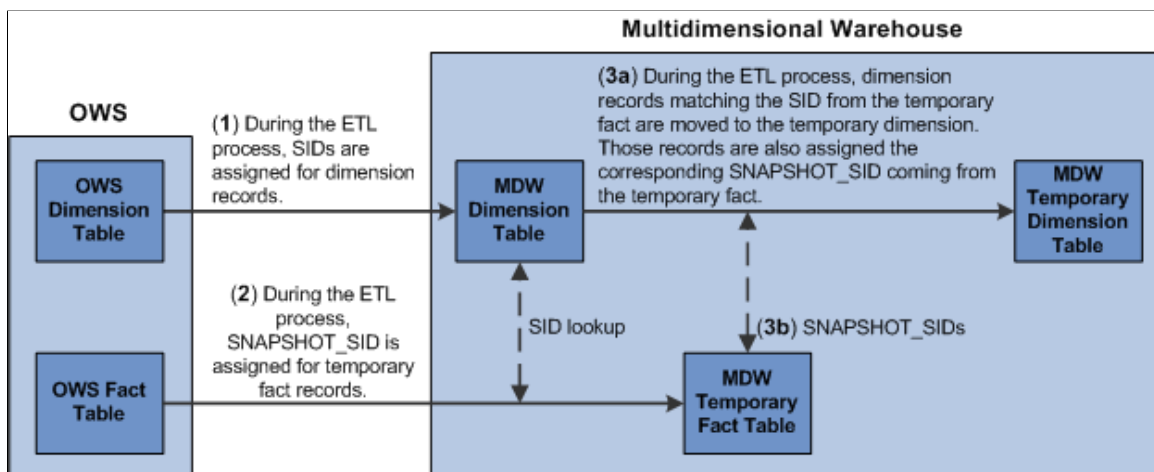 Multidimensional Warehouse
OWS
(1) During the ETL
process, SIDs are
assigned for dimension
records.
(3a) During the ETL process, dimension
records matching the SID from the temporary
fact are moved to the temporary dimension.
Those records are also assigned the
corresponding SNAPSHOT_SID coming from
the temporary fact.
OWS
Dimension
Table
MDW
Dimension
Table
MDW
Temporary
Dimension
Table
(2) During the ETL
process,
SNAPSHOT_SID is
assigned for temporary
fact records.
SID lookup
(3b) SNAPSHOT_SIDs
OWS Fact
Table
MDW
Temporary
Fact Table